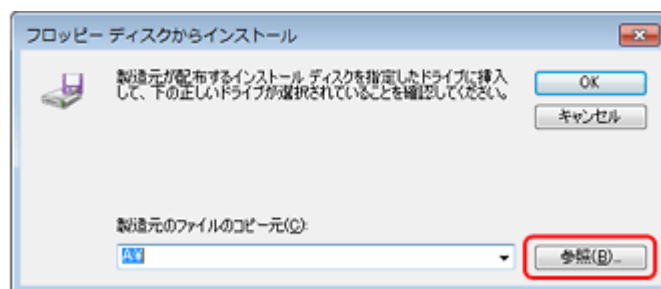 フロッピー ディスクからインストール
製造元が配布するインストール ディスクを指定したドライブに挿入
して、下の正しいドライブが選択されていることを確認してください。
OK
キャンセル
製造元のファイルのコピー元(C):
A¥
参照(B)...